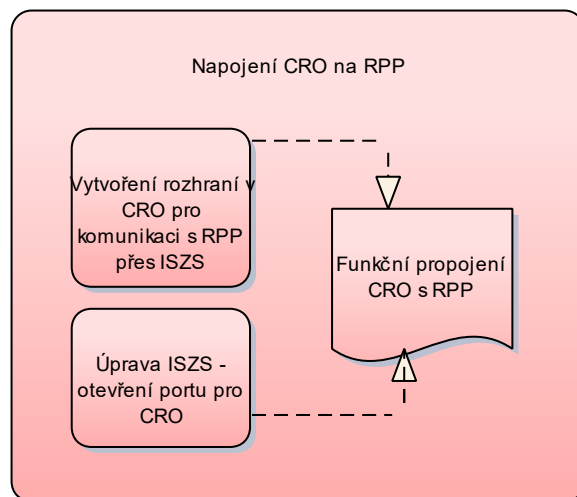 Napojení CRO na RPP
Vytvoření rozhraní v
CRO pro
komunikaci s RPP
přes ISZS
Funkční propojení
CRO s RPP
Úprava ISZS -
otevření portu pro
CRO